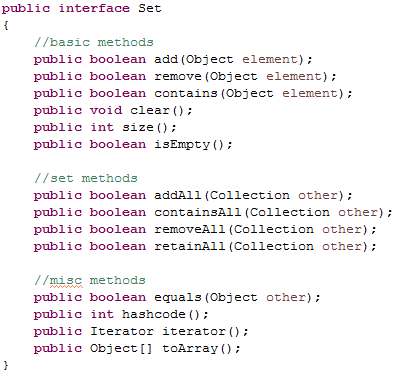 public interface Set
{
//basic methods
public boolean add(Object element);
public boolean remove(Object element);
public boolean contains(Object element);
public void clear();
public int size();
public boolean isEmpty();
//set methods
public boolean addAll(Collection other);
public boolean containsAll(Collection other);
public boolean removeAll(Collection other);
public boolean retainAll(Collection other);
//misc methods
public boolean equals(Object other);
public int hashcode();
public Iterator iterator();
public Object[] toArray();
}